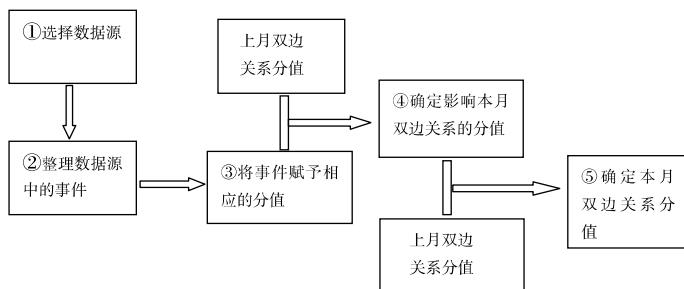 ①选择数据源
②整理数据源
中的事件
上月双边
关系分值
③将事件赋予相
应的分值
④确定影响本月
双边关系的分值
上月双边
关系分值
⑤确定本月
双边关系分
值